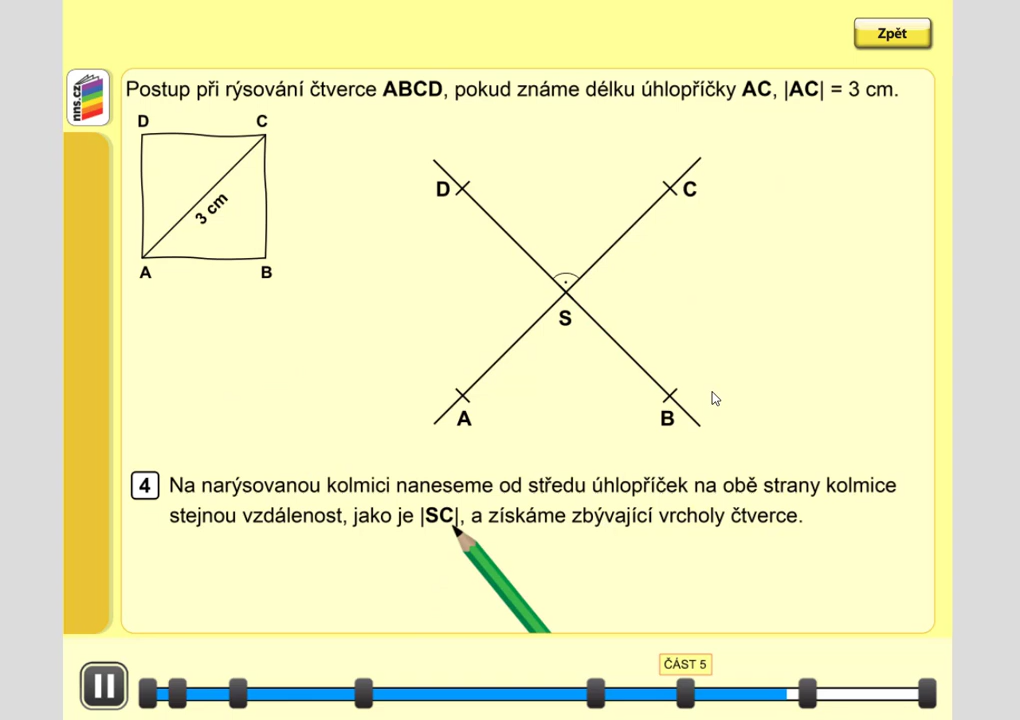 Zpět
nns.cz
Postup při rýsování čtverce ABCD, pokud známe délku úhlopříčky AC, |AC| = 3 cm.
D C
3 cm
A B
D C
S
A B
4 Na narýsovanou kolmici naneseme od středu úhlopříček na obě strany kolmice
stejnou vzdálenost, jako je |SC|, a získáme zbývající vrcholy čtverce.
ČÁST 5